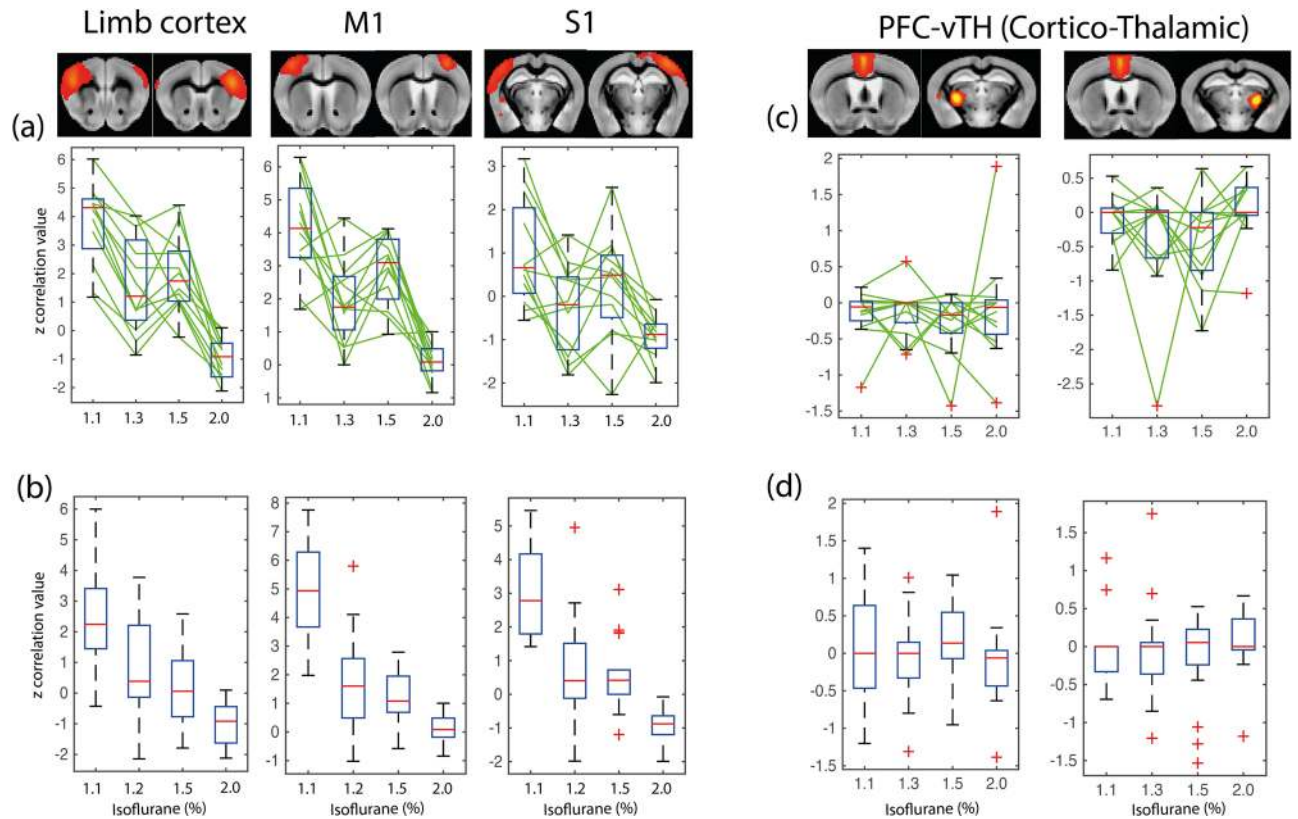 Limb cortex M1 S1 PFC-vTH (Cortico-Thalamic)
(a)
z correlation value
6 5 4 3 2 1 0 -1 -2
1.1 1.3 1.5 2.0
6 5 4 3 2 1 0 -1
1.1 1.3 1.5 2.0
3 2 1 0 -1 -2
1.1 1.3 1.5 2.0
(c)
2 1.5 1 0.5 0 -0.5 -1 -1.5
1.1 1.3 1.5 2.0
0.5 0 -0.5 -1 -1.5 -2 -2.5
1.1 1.3 1.5 2.0
(b)
z correlation value
6 5 4 3 2 1 0 -1 -2
1.1 1.2 1.5 2.0
Isoflurane (%)
8 7 6 5 4 3 2 1 0 -1
1.1 1.2 1.5 2.0
Isoflurane (%)
5 4 3 2 1 0 -1 -2
1.1 1.2 1.5 2.0
Isoflurane (%)
(d)
2 1.5 1 0.5 0 -0.5 -1 -1.5
1.1 1.3 1.5 2.0
Isoflurane (%)
1.5 1 0.5 0 -0.5 -1 -1.5
1.1 1.3 1.5 2.0
Isoflurane (%)